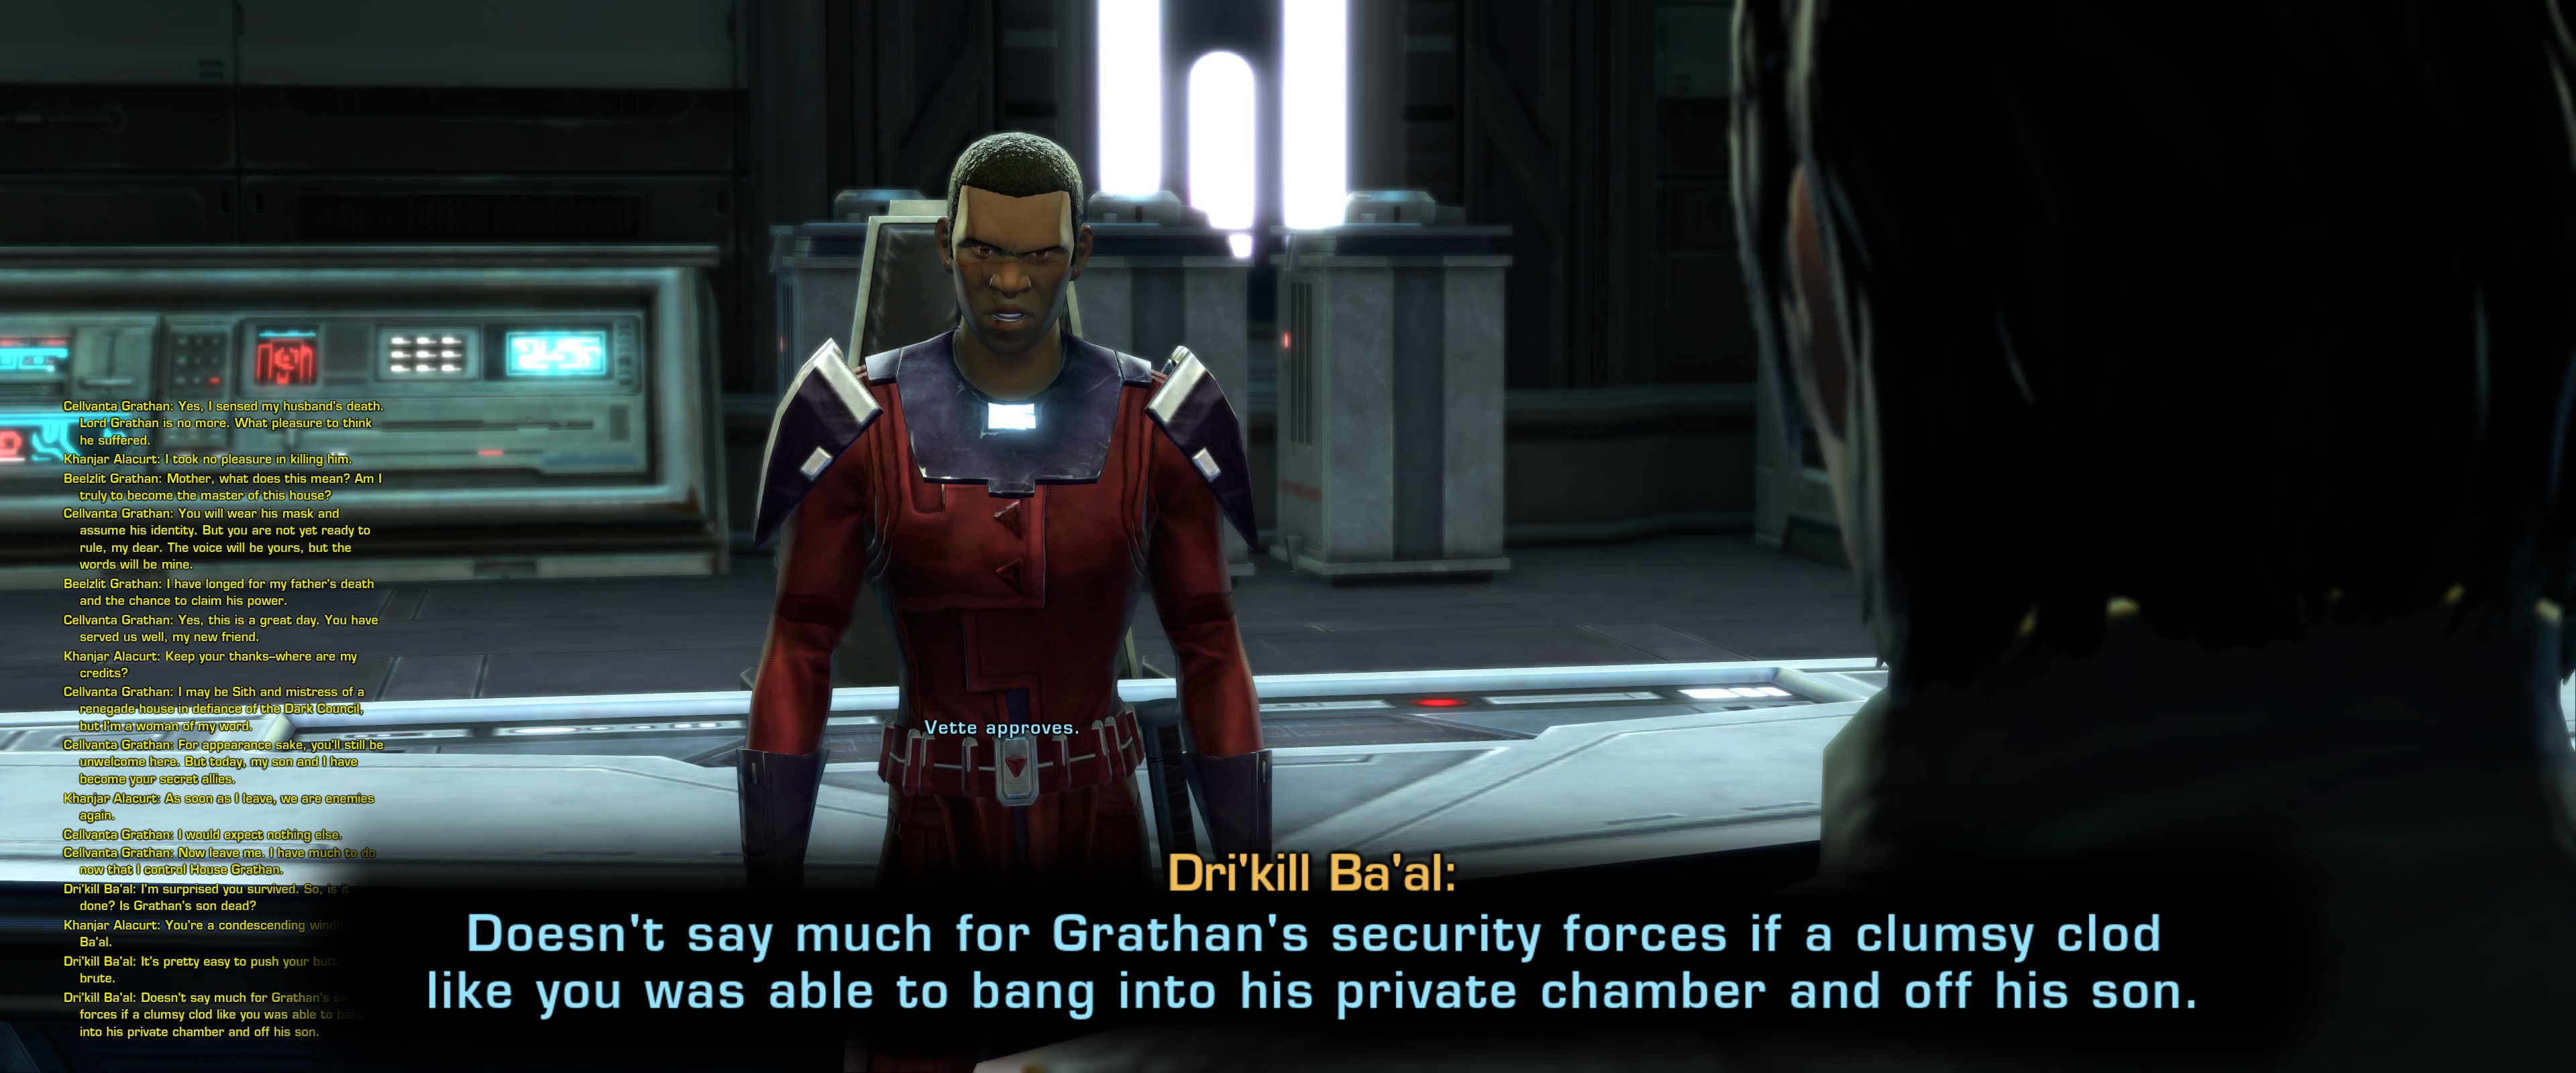 Cellvanta Grathan: Yes, I sensed my husband's death.
Lord Grathan is no more. What pleasure to think
he suffered.
Khanjar Alacurt: I took no pleasure in killing him.
Beelzlit Grathan: Mother, what does this mean? Am I
truly to become the master of this house?
Cellvanta Grathan: You will wear his mask and
assume his identity. But you are not yet ready to
rule, my dear. The voice will be yours, but the
words will be mine.
Beelzlit Grathan: I have longed for my father's death
and the chance to claim his power.
Cellvanta Grathan: Yes, this is a great day. You have
served us well, my new friend.
Khanjar Alacurt: Keep your thanks–where are my
credits?
Cellvanta Grathan: I may be Sith and mistress of a
renegade house in defiance of the Dark Council,
but I'm a woman of my word.
Cellvanta Grathan: For appearance sake, you'll still be
unwelcome here. But today, my son and I have
become your secret allies.
Khanjar Alacurt: As soon as I leave, we are enemies
again.
Cellvanta Grathan: I would expect nothing else.
Cellvanta Grathan: Now leave me. I have much to do
now that I control House Grathan.
Dri'kill Ba'al: I'm surprised you survived. So, is it
done? Is Grathan's son dead?
Khanjar Alacurt: You're a condescending
Ba'al.
Dri'kill Ba'al: It's pretty easy to push your
brute.
Dri'kill Ba'al: Doesn't say much for Grathan's
forces if a clumsy clod like you was able to bang
into his private chamber and off his son.
Vette approves.
Dri'kill Ba'al:
Doesn't say much for Grathan's security forces if a clumsy clod
like you was able to bang into his private chamber and off his son.